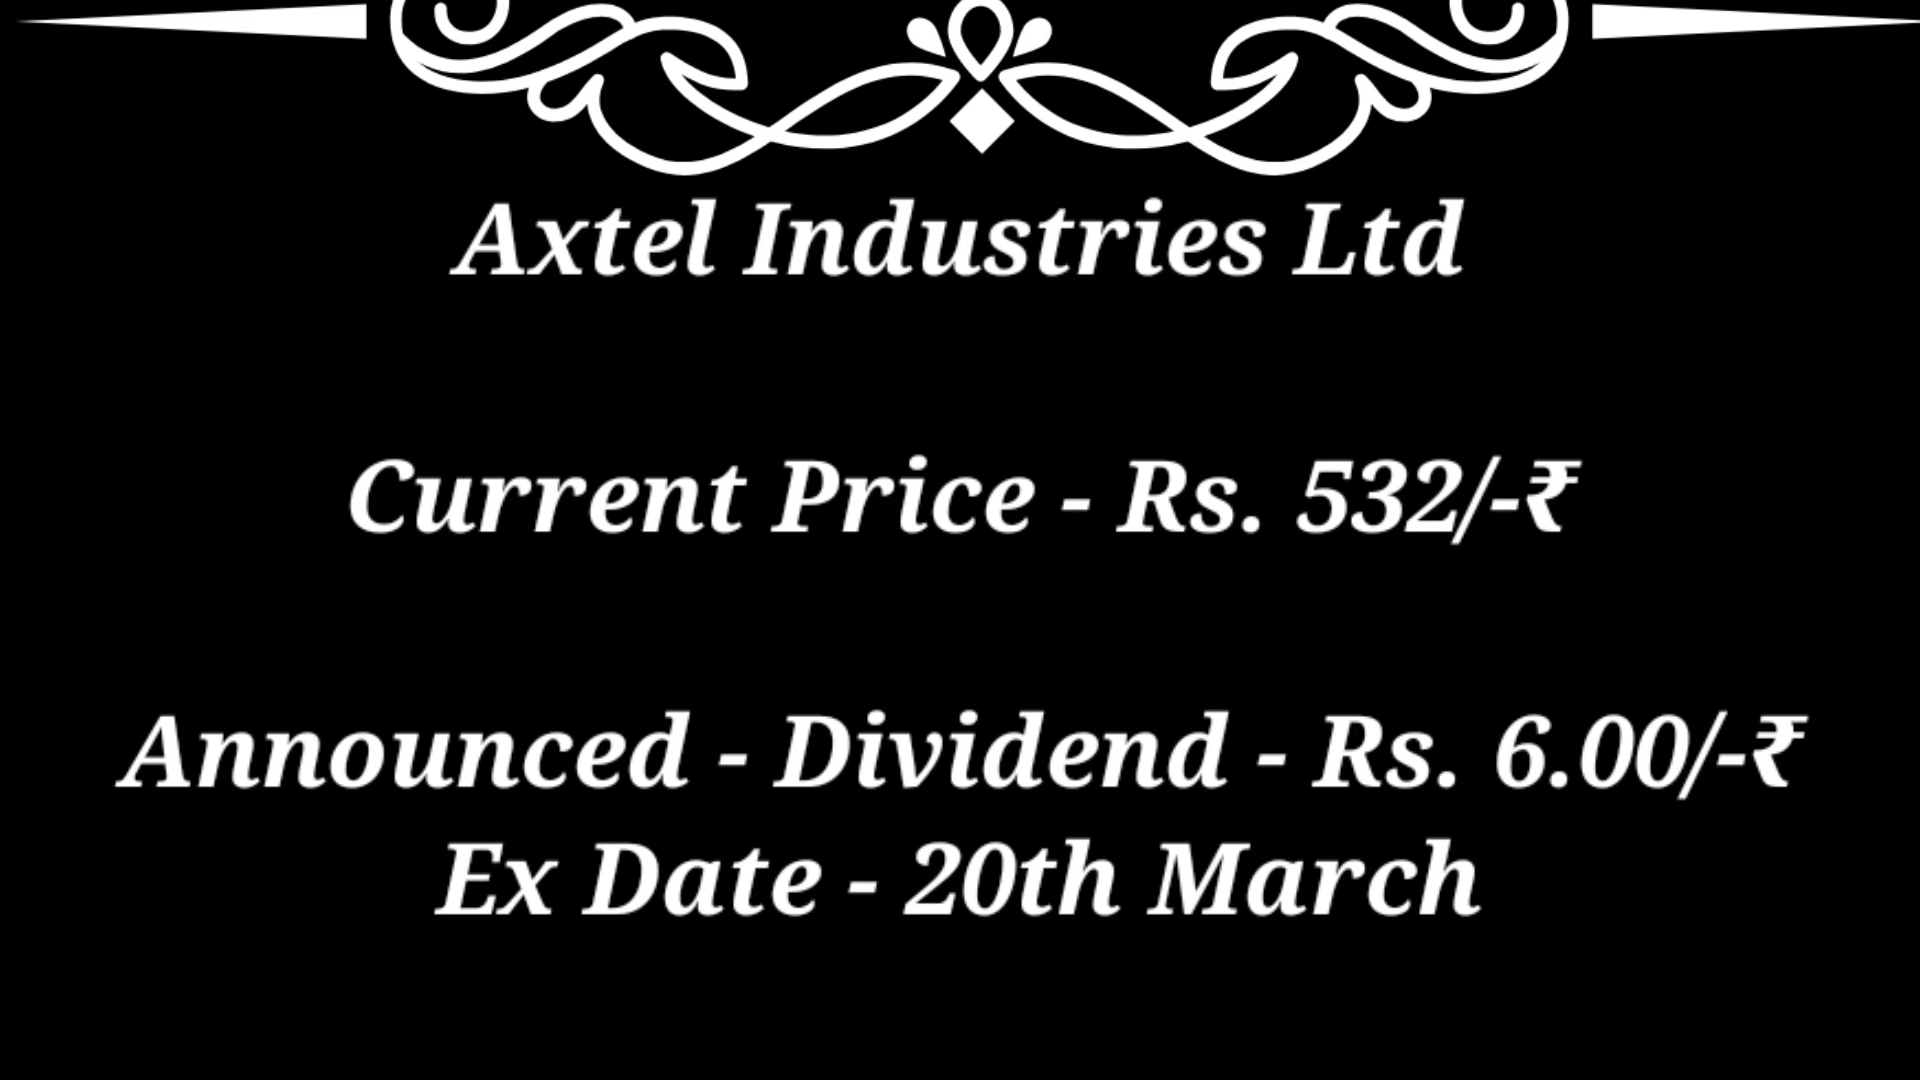 Axtel Industries Ltd
Current Price - Rs. 532/-₹
Announced - Dividend - Rs. 6.00/-₹
Ex Date - 20th March